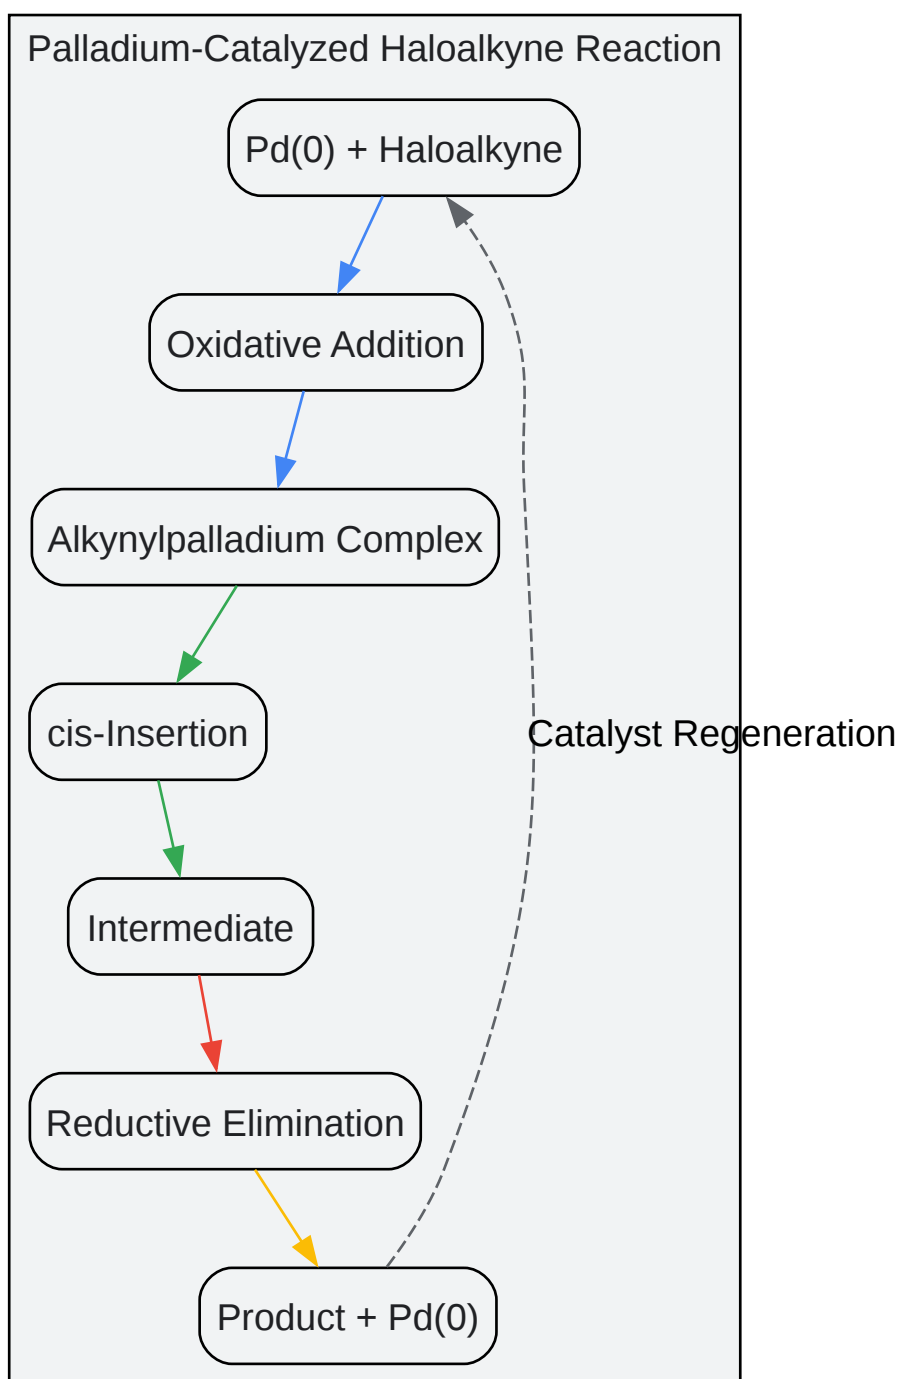 Palladium-Catalyzed Haloalkyne Reaction
Pd(0) + Haloalkyne
Oxidative Addition
Alkynylpalladium Complex
cis-Insertion
Catalyst Regeneration
Intermediate
Reductive Elimination
Product + Pd(0)